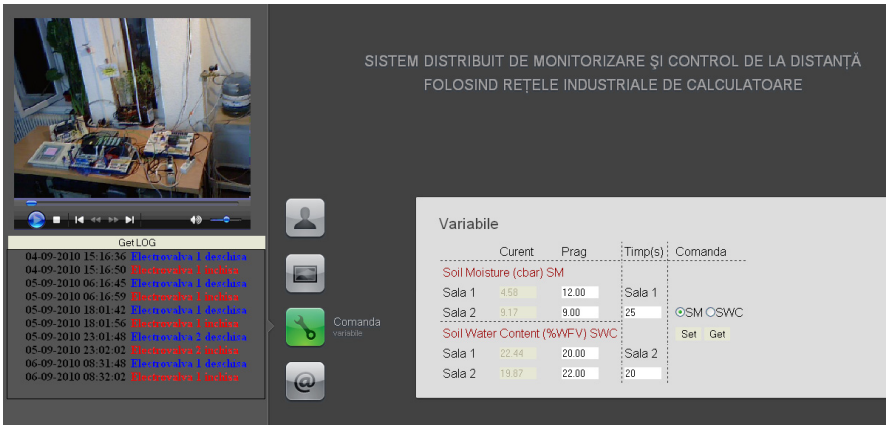 SISTEM DISTRIBUIT DE MONITORIZARE ŞI CONTROL DE LA DISTANȚĂ
FOLOSIND REȚELE INDUSTRIALE DE CALCULATOARE
Get LOG
04-09-2010 15:16:36 Electrovalva 1 deschisa
04-09-2010 15:16:50 Electrovalva 1 inchisa
05-09-2010 06:16:45 Electrovalva 1 deschisa
05-09-2010 06:16:59 Electrovalva 1 inchisa
05-09-2010 18:01:42 Electrovalva 1 deschisa
05-09-2010 18:01:56 Electrovalva 1 inchisa
05-09-2010 23:01:48 Electrovalva 2 deschisa
05-09-2010 23:02:02 Electrovalva 2 inchisa
06-09-2010 08:31:48 Electrovalva 1 deschisa
06-09-2010 08:32:02 Electrovalva 1 inchisa
Comanda
variabile
Variabile
Curent Prag Timp(s) Comanda
Soil Moisture (cbar) SM
Sala 1 4.58 12.00 Sala 1
Sala 2 9.17 9.00 25 SM SWC
Soil Water Content (%WFV) SWC Set Get
Sala 1 22.44 20.00 Sala 2
Sala 2 19.87 22.00 20